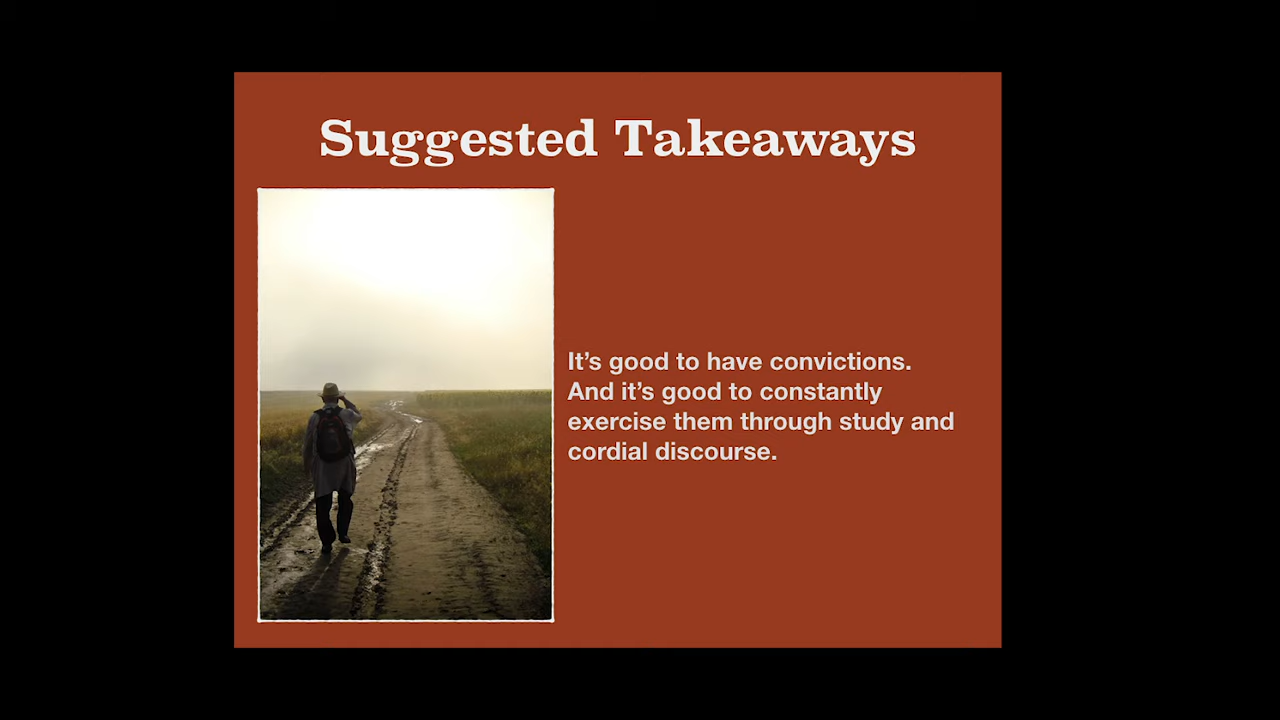 Suggested Takeaways
It’s good to have convictions.
And it’s good to constantly
exercise them through study and
cordial discourse.